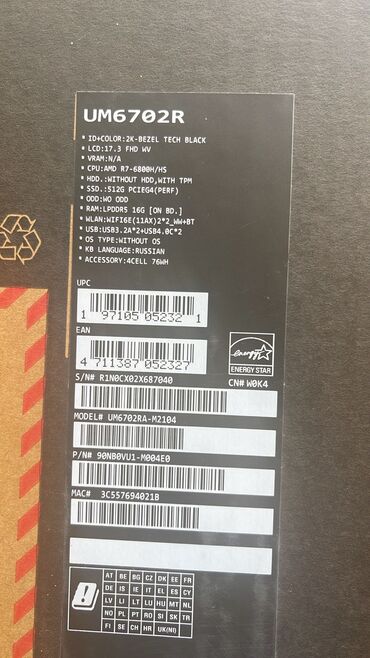 UM6702R
• ID+COLOR:2K-BEZEL TECH BLACK
• LCD:17.3 FHD WV
• VRAM:N/A
• CPU:AMD R7-6800H/HS
• HDD.:WITHOUT HDD,WITH TPM
• SSD.:512G PCIEG4(PERF)
• ODD:WO ODD
• RAM:LPDDR5 16G [ON BD.]
• WLAN:WIFI6E(11AX)2*2_WW+BT
• USB:USB3.2A*2+USB4.0C*2
• OS TYPE:WITHOUT OS
• KB LANGUAGE:RUSSIAN
• ACCESSORY:4CELL 76WH
UPC
1 97105 05232 1
EAN
4 711387 052327
energy
ENERGY STAR
S/N# R1N0CX02X687040
CN# W0K4
MODEL# UM6702RA-M2104
P/N# 90NB0VU1-M004E0
MAC# 3C557694021B
AT BE BG CZ DK EE FR
DE IS IE IT EL ES CY
LV LI LT LU HU MT NL
NO PL PT RO SI SK TR
FI SE CH HR UK(NI)